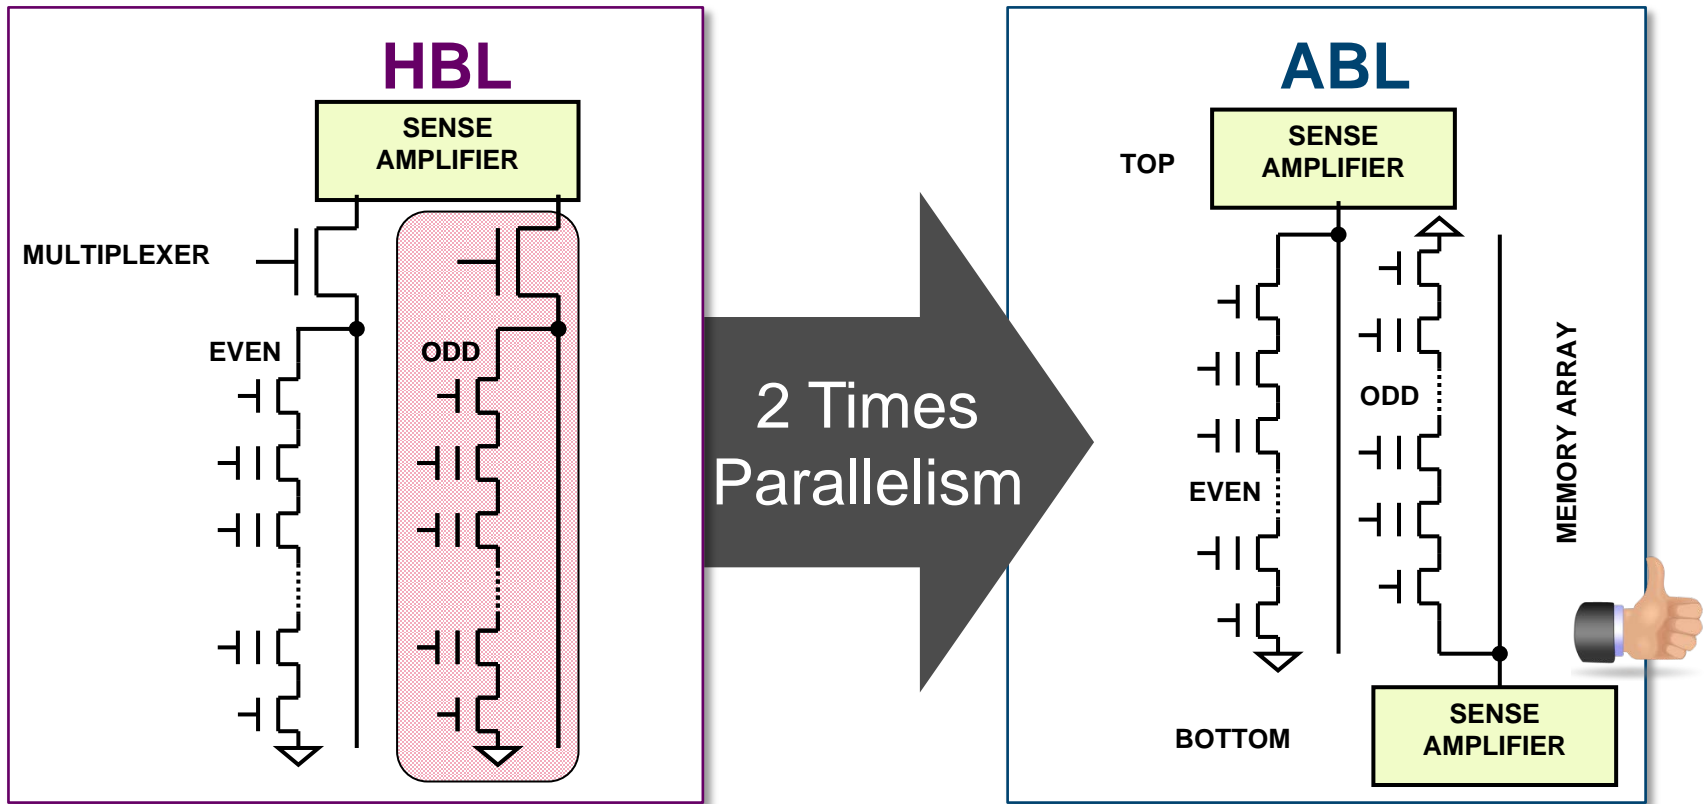 HBL
SENSE
AMPLIFIER
MULTIPLEXER
EVEN
ODD
2 Times
Parallelism
ABL
TOP
SENSE
AMPLIFIER
ODD
EVEN
MEMORY ARRAY
BOTTOM
SENSE
AMPLIFIER